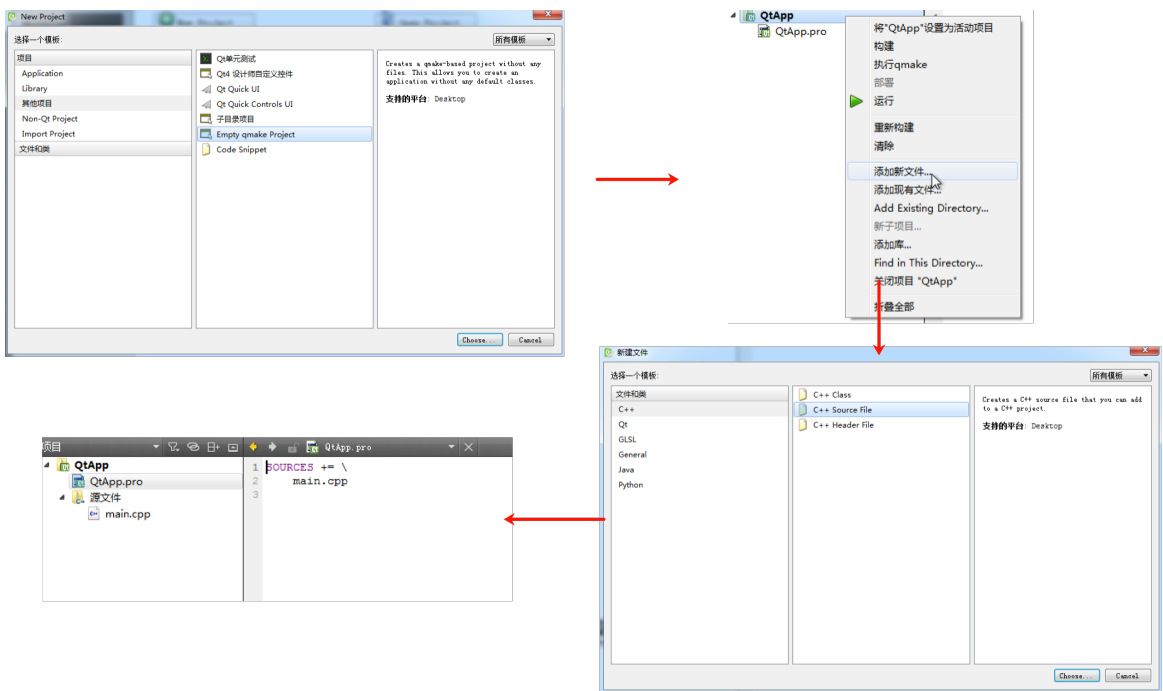 New Project
选择一个模板:
所有模板
项目
Application
Library
其他项目
Non-Qt Project
Import Project
文件和类
Qt单元测试
Qt4 设计师自定义控件
Qt Quick UI
Qt Quick Controls UI
子目录项目
Empty qmake Project
Code Snippet
Creates a qmake-based project without any
files. This allows you to create an
application without any default classes.
支持的平台: Desktop
Choose...
Cancel
QtApp
QtApp.pro
将"QtApp"设置为活动项目
构建
执行qmake
部署
运行
重新构建
清除
添加新文件...
添加现有文件...
Add Existing Directory...
新子项目...
添加库...
Find in This Directory...
关闭项目 "QtApp"
折叠全部
新建文件
选择一个模板:
所有模板
文件和类
C++
Qt
GLSL
General
Java
Python
C++ Class
C++ Source File
C++ Header File
Creates a C++ source file that you can add
to a C++ project.
支持的平台: Desktop
Choose...
Cancel
项目
QtApp
QtApp.pro
源文件
main.cpp
QtApp.pro
1 SOURCES += \
2 main.cpp
3